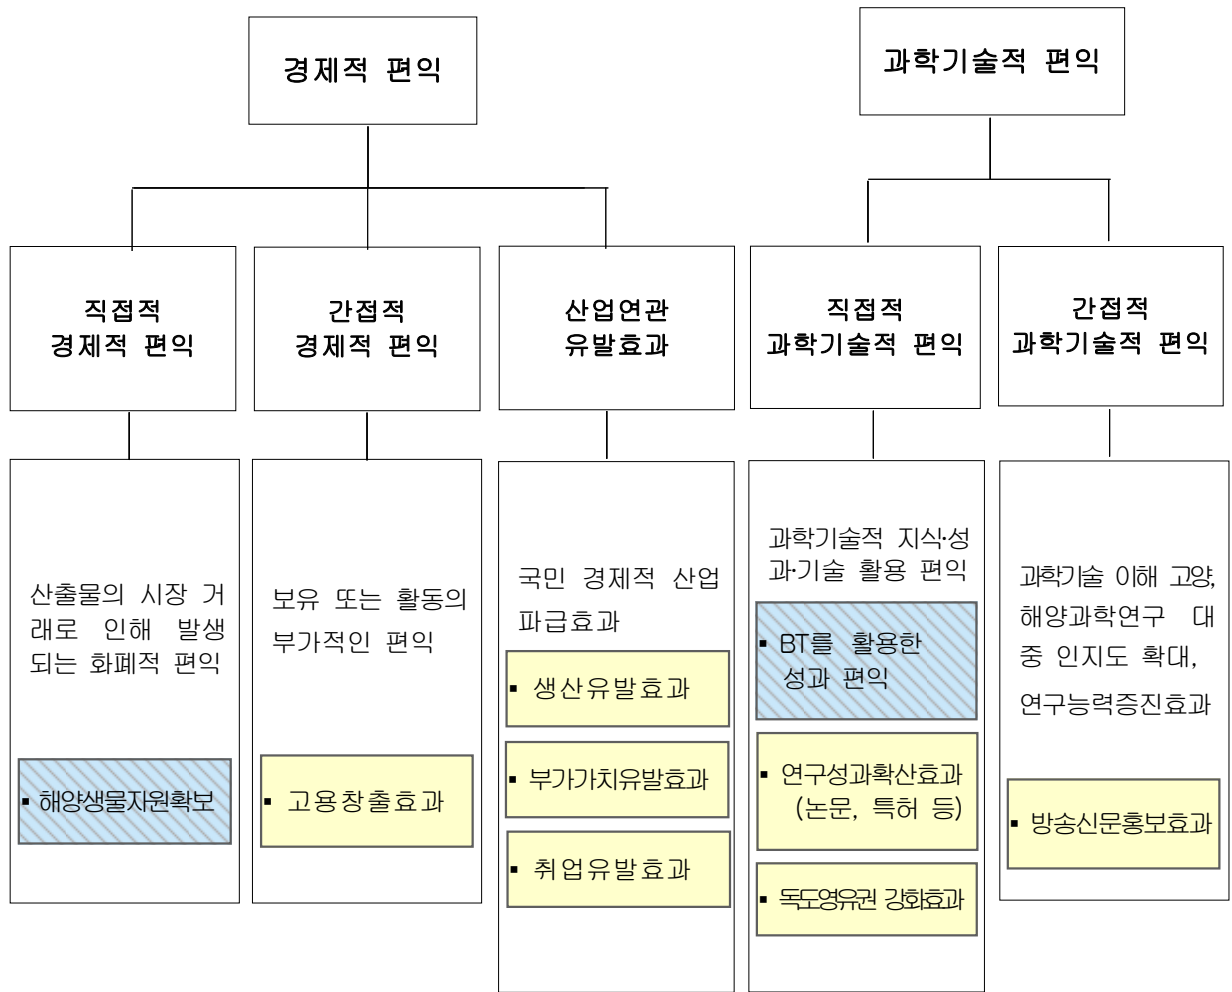 경제적 편익
과학기술적 편익
직접적
경제적 편익
간접적
경제적 편익
산업연관
유발효과
직접적
과학기술적 편익
간접적
과학기술적 편익
산출물의 시장 거
래로 인해 발생
되는 화폐적 편익
▪ 해양생물자원확보
보유 또는 활동의
부가적인 편익
▪ 고용창출효과
국민 경제적 산업
파급효과
▪ 생산유발효과
▪ 부가가치유발효과
▪ 취업유발효과
과학기술적 지식·성
과·기술 활용 편익
▪ BT를 활용한
성과 편익
▪ 연구성과확산효과
(논문, 특허 등)
▪ 독도영유권 강화효과
과학기술 이해 고양,
해양과학연구 대
중 인지도 확대,
연구능력증진효과
▪ 방송신문홍보효과